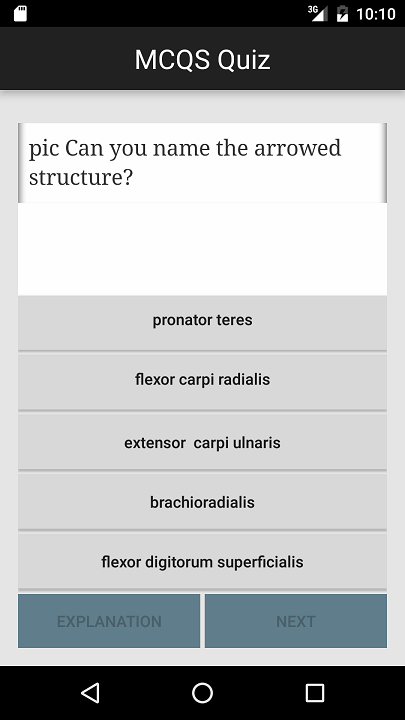 3G 10:10
MCQS Quiz
pic Can you name the arrowed
structure?
pronator teres
flexor carpi radialis
extensor  carpi ulnaris
brachioradialis
flexor digitorum superficialis
EXPLANATION NEXT